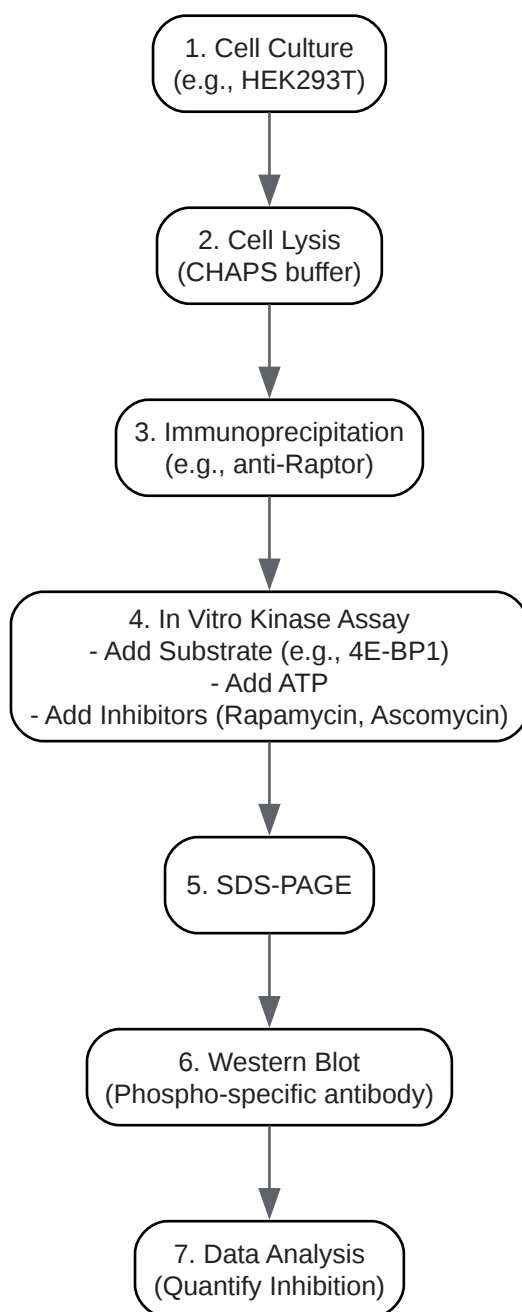 1. Cell Culture
(e.g., HEK293T)
2. Cell Lysis
(CHAPS buffer)
3. Immunoprecipitation
(e.g., anti-Raptor)
4. In Vitro Kinase Assay
- Add Substrate (e.g., 4E-BP1)
- Add ATP
- Add Inhibitors (Rapamycin, Ascomycin)
5. SDS-PAGE
6. Western Blot
(Phospho-specific antibody)
7. Data Analysis
(Quantify Inhibition)